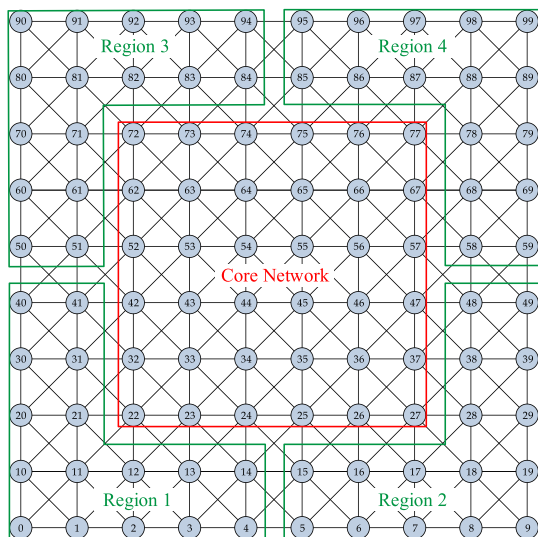 90 91 92 93 94 95 96 97 98 99
Region 3 Region 4
80 81 82 83 84 85 86 87 88 89
70 71 72 73 74 75 76 77 78 79
60 61 62 63 64 65 66 67 68 69
50 51 52 53 54 55 56 57 58 59
Core Network
40 41 42 43 44 45 46 47 48 49
30 31 32 33 34 35 36 37 38 39
20 21 22 23 24 25 26 27 28 29
10 11 12 13 14 15 16 17 18 19
Region 1 Region 2
0 1 2 3 4 5 6 7 8 9